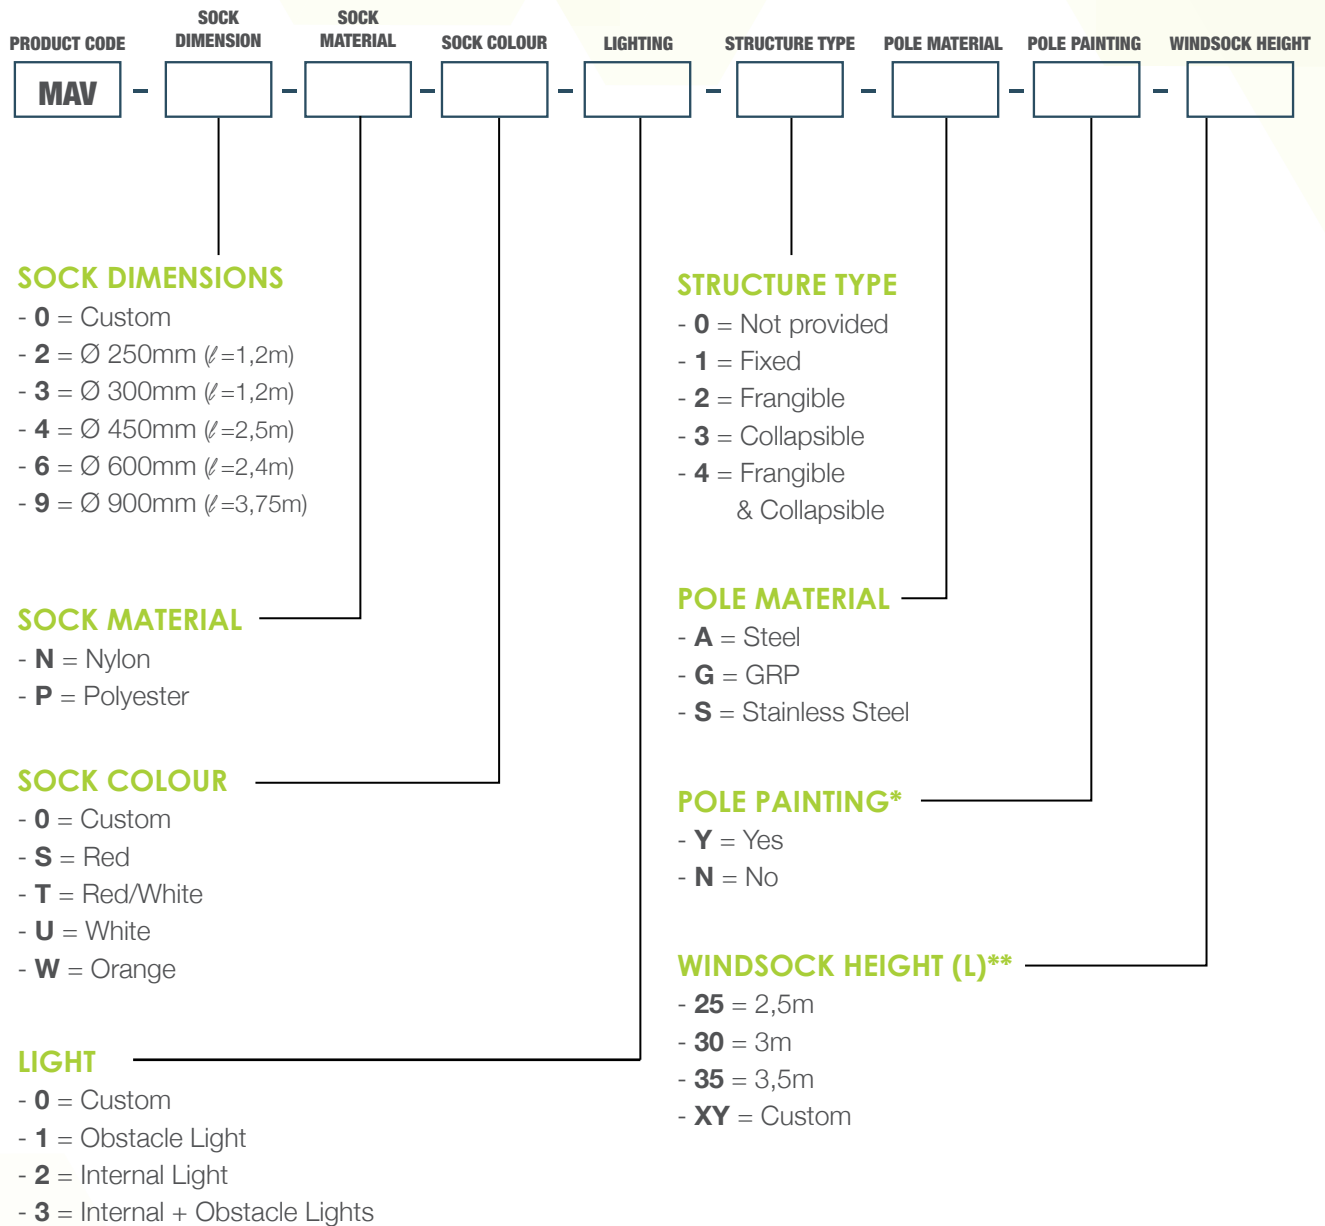 PRODUCT CODE
SOCK
DIMENSION
SOCK
MATERIAL
SOCK COLOUR
LIGHTING
STRUCTURE TYPE
POLE MATERIAL
POLE PAINTING
WINDSOCK HEIGHT
MAV - - - - - - - -
SOCK DIMENSIONS
- 0 = Custom
- 2 = Ø 250mm (ℓ=1,2m)
- 3 = Ø 300mm (ℓ=1,2m)
- 4 = Ø 450mm (ℓ=2,5m)
- 6 = Ø 600mm (ℓ=2,4m)
- 9 = Ø 900mm (ℓ=3,75m)
SOCK MATERIAL
- N = Nylon
- P = Polyester
SOCK COLOUR
- 0 = Custom
- S = Red
- T = Red/White
- U = White
- W = Orange
LIGHT
- 0 = Custom
- 1 = Obstacle Light
- 2 = Internal Light
- 3 = Internal + Obstacle Lights
STRUCTURE TYPE
- 0 = Not provided
- 1 = Fixed
- 2 = Frangible
- 3 = Collapsible
- 4 = Frangible
& Collapsible
POLE MATERIAL
- A = Steel
- G = GRP
- S = Stainless Steel
POLE PAINTING*
- Y = Yes
- N = No
WINDSOCK HEIGHT (L)**
- 25 = 2,5m
- 30 = 3m
- 35 = 3,5m
- XY = Custom